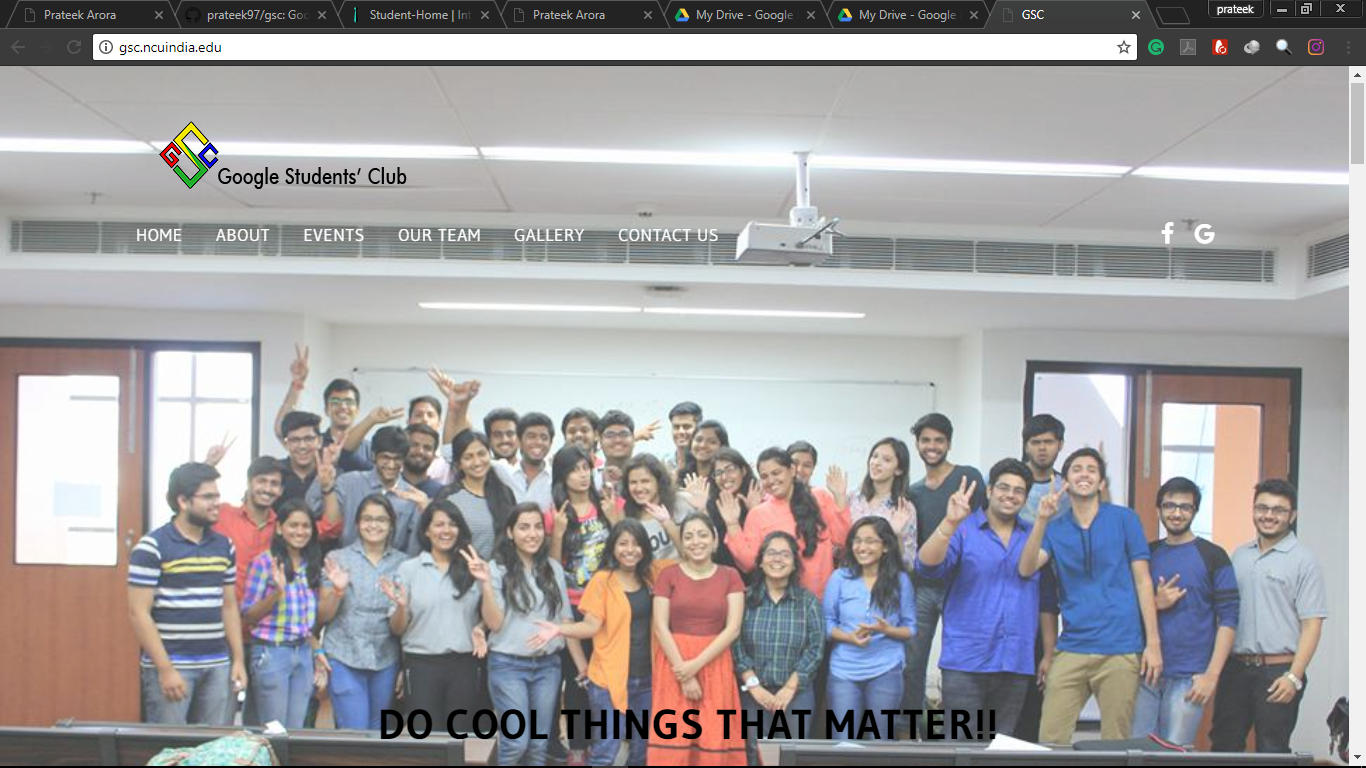 Prateek Arora
prateek97/gsc: Goo
Student-Home | Int
Prateek Arora
My Drive - Google
My Drive - Google
GSC
prateek
gsc.ncuindia.edu
GSC
Google Students’ Club
HOME
ABOUT
EVENTS
OUR TEAM
GALLERY
CONTACT US
f
G
DO COOL THINGS THAT MATTER!!